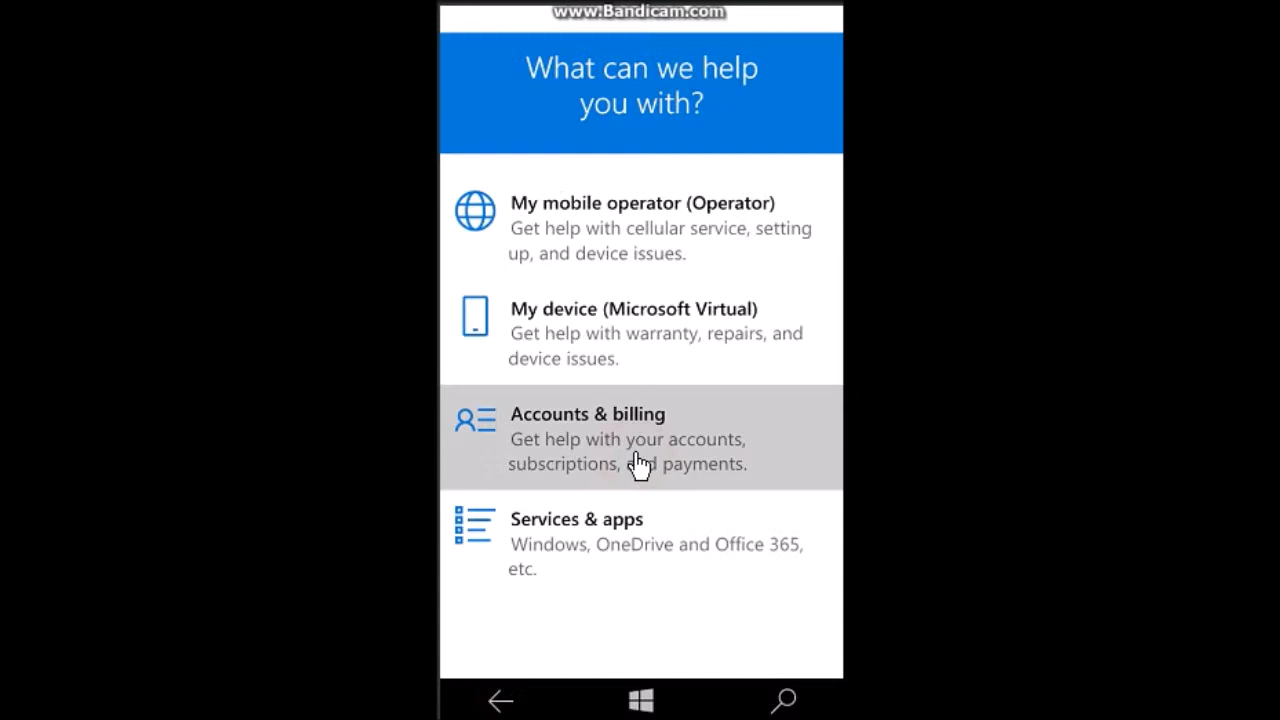 www.Bandicam.com
What can we help
you with?
My mobile operator (Operator)
Get help with cellular service, setting
up, and device issues.
My device (Microsoft Virtual)
Get help with warranty, repairs, and
device issues.
Accounts & billing
Get help with your accounts,
subscriptions, and payments.
Services & apps
Windows, OneDrive and Office 365,
etc.